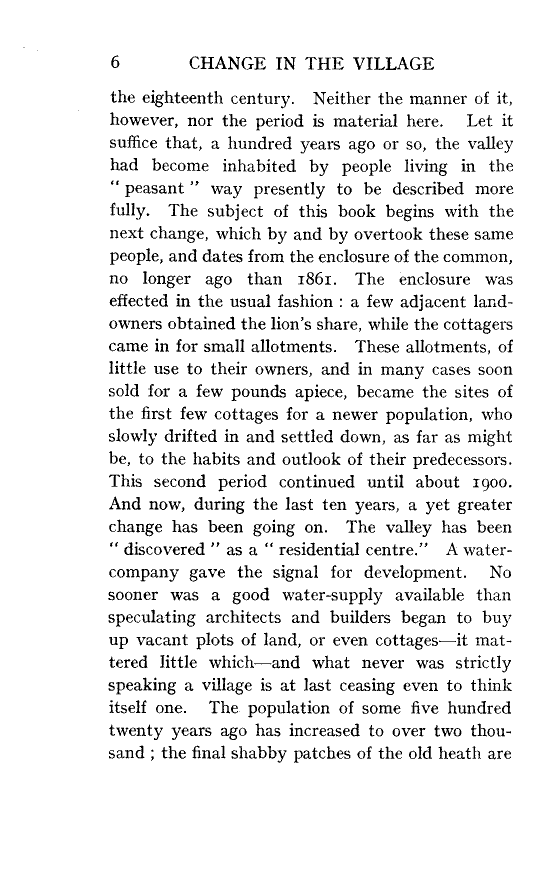 6 CHANGE IN THE VILLAGE
the eighteenth century. Neither the manner of it,
however, nor the period is material here. Let it
suffice that, a hundred years ago or so, the valley
had become inhabited by people living in the
“ peasant ” way presently to be described more
fully. The subject of this book begins with the
next change, which by and by overtook these same
people, and dates from the enclosure of the common,
no longer ago than 1861. The enclosure was
effected in the usual fashion : a few adjacent land-
owners obtained the lion's share, while the cottagers
came in for small allotments. These allotments, of
little use to their owners, and in many cases soon
sold for a few pounds apiece, became the sites of
the first few cottages for a newer population, who
slowly drifted in and settled down, as far as might
be, to the habits and outlook of their predecessors.
This second period continued until about 1900.
And now, during the last ten years, a yet greater
change has been going on. The valley has been
“ discovered ” as a “ residential centre.” A water-
company gave the signal for development. No
sooner was a good water-supply available than
speculating architects and builders began to buy
up vacant plots of land, or even cottages—it mat-
tered little which—and what never was strictly
speaking a village is at last ceasing even to think
itself one. The population of some five hundred
twenty years ago has increased to over two thou-
sand ; the final shabby patches of the old heath are